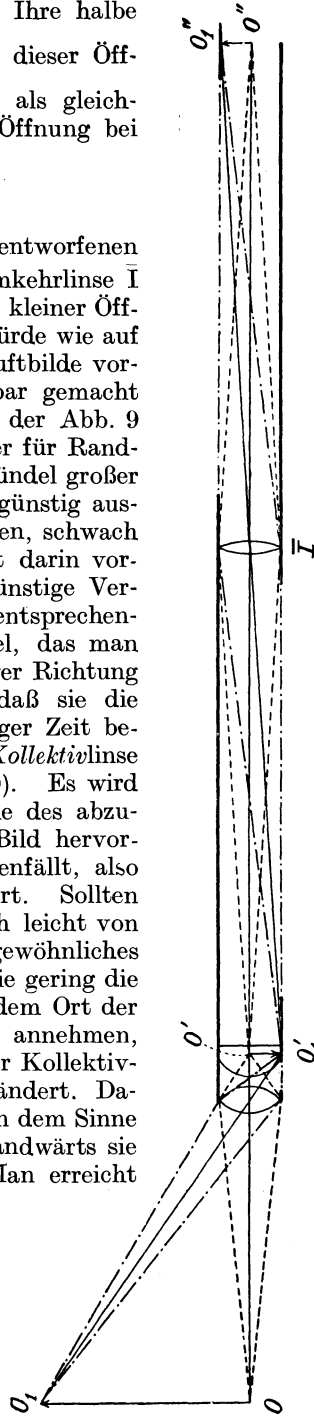 Ihre halbe
dieser Öff-
als gleich-
Öffnung bei
entworfenen
mkehrlinse Ī
kleiner Öff-
ürde wie auf
uftbilde vor-
bar gemacht
der Abb. 9
er für Rand-
ündel großer
günstig aus-
en, schwach
t darin vor-
ünstige Ver-
entsprechen-
el, das man
er Richtung
daß sie die
ger Zeit be-
Kollektivlinse
). Es wird
e des abzu-
Bild hervor-
enfällt, also
rt. Sollten
h leicht von
gewöhnliches
ie gering die
dem Ort der
annehmen,
r Kollektiv-
ändert. Da-
n dem Sinne
andwärts sie
Man erreicht
O₁″
O″
Ī
O′
O₁′
O₁
O